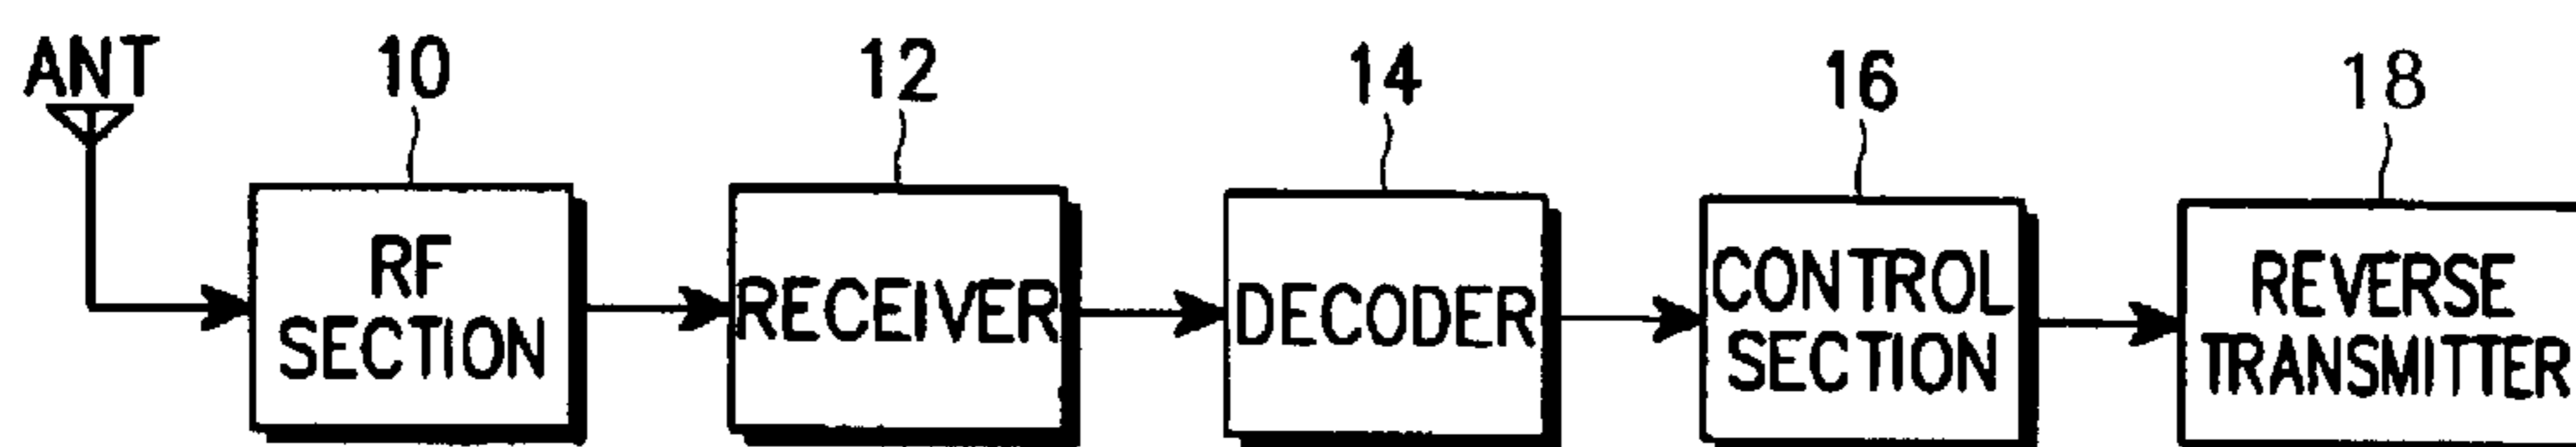 ANT 10 12 14 16 18
RF
SECTION
RECEIVER
DECODER
CONTROL
SECTION
REVERSE
TRANSMITTER